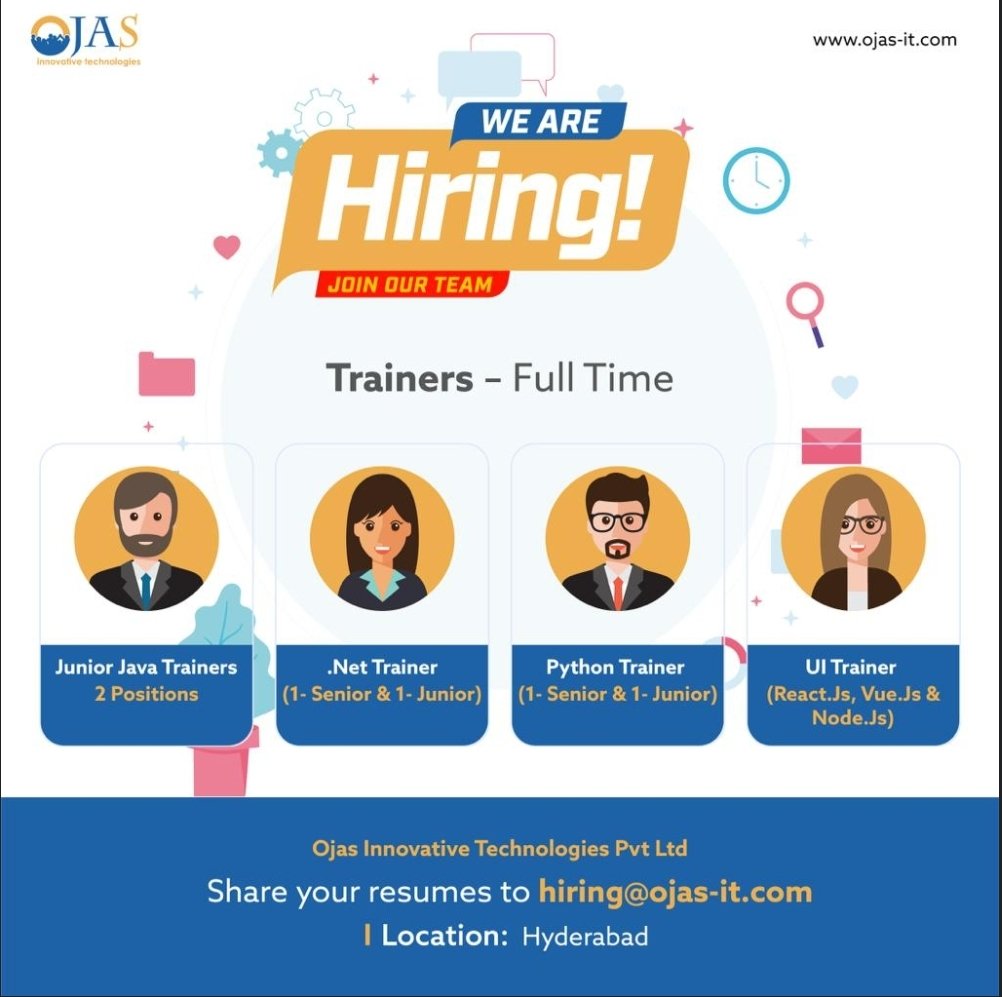 OJAS
Innovative technologies
www.ojas-it.com
WE ARE
Hiring!
JOIN OUR TEAM
Trainers – Full Time
Junior Java Trainers
2 Positions
.Net Trainer
(1- Senior & 1- Junior)
Python Trainer
(1- Senior & 1- Junior)
UI Trainer
(React.Js, Vue.Js &
Node.Js)
Ojas Innovative Technologies Pvt Ltd
Share your resumes to hiring@ojas-it.com
I Location: Hyderabad